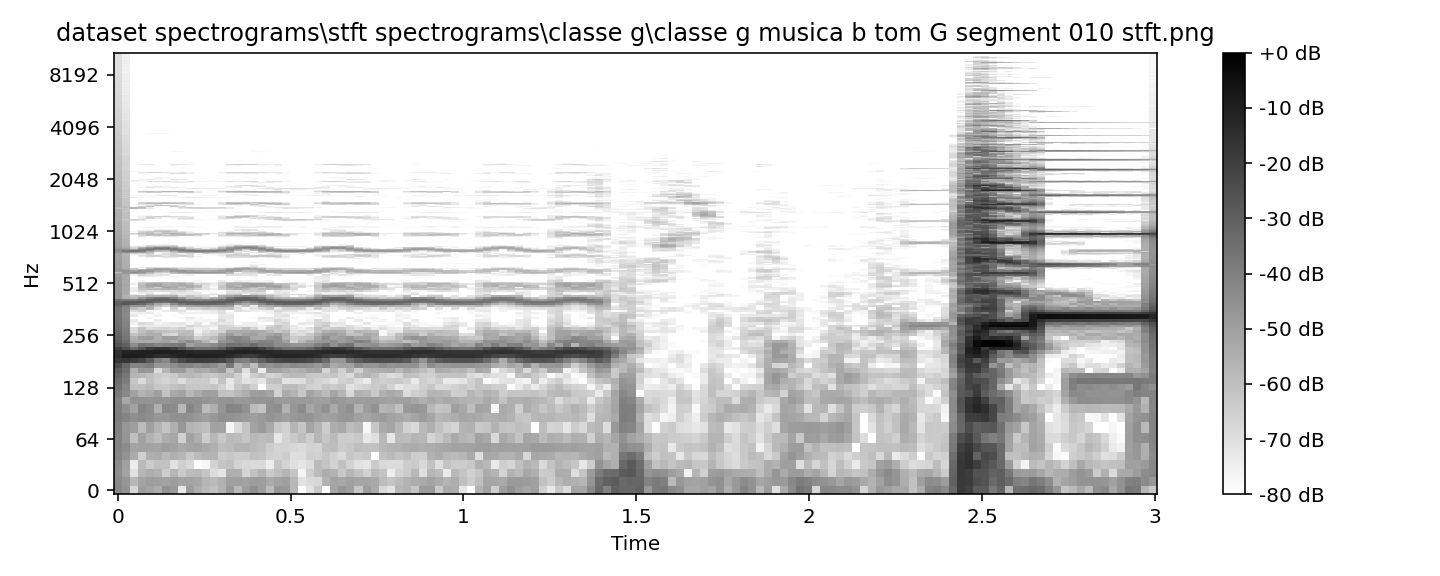 dataset spectrograms\stft spectrograms\classe g\classe g musica b tom G segment 010 stft.png
8192
4096
2048
1024
512
256
128
64
0
Hz
0
0.5
1
1.5
2
2.5
3
Time
+0 dB
-10 dB
-20 dB
-30 dB
-40 dB
-50 dB
-60 dB
-70 dB
-80 dB